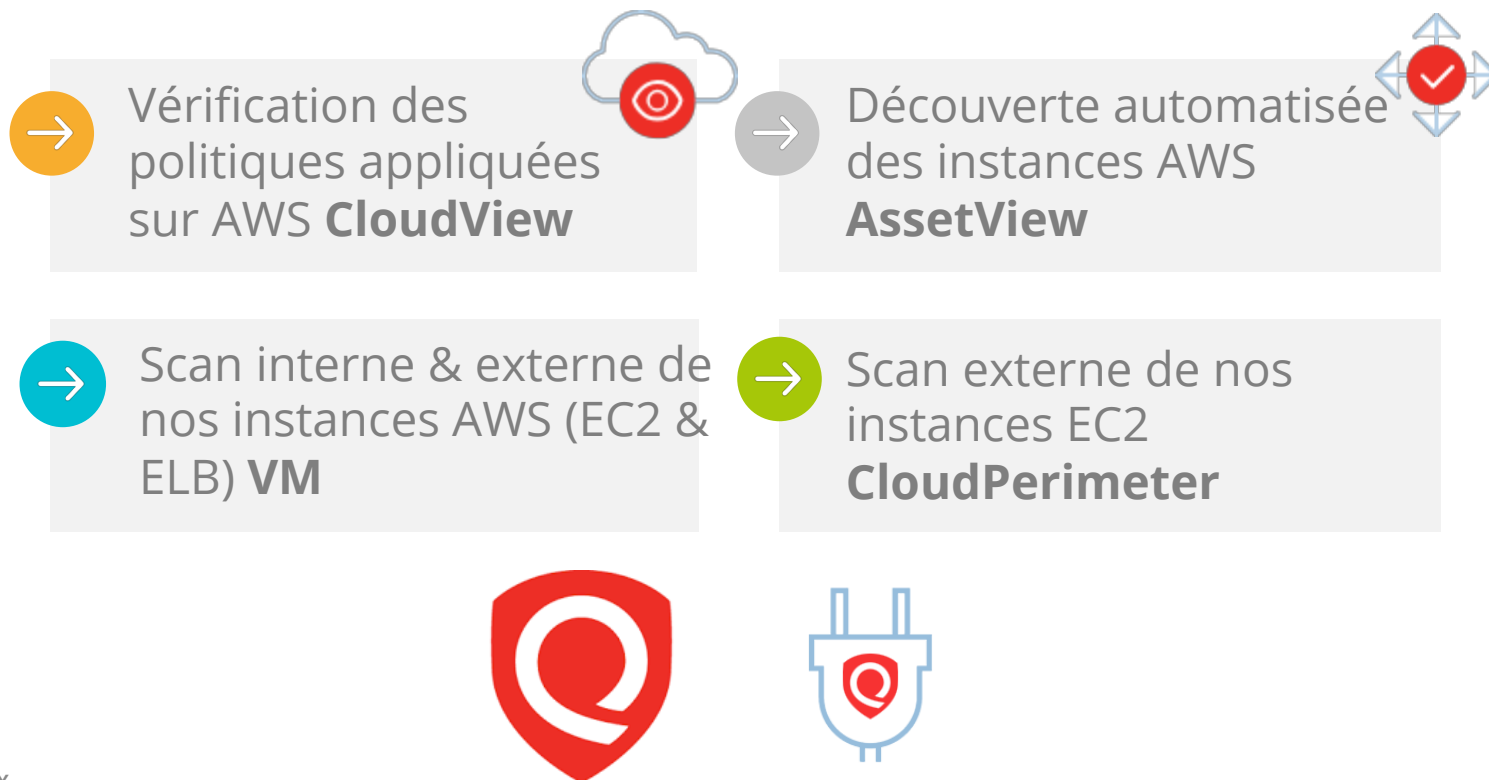 Vérification des
politiques appliquées
sur AWS CloudView
Découverte automatisée
des instances AWS
AssetView
Scan interne & externe de
nos instances AWS (EC2 &
ELB) VM
Scan externe de nos
instances EC2
CloudPerimeter